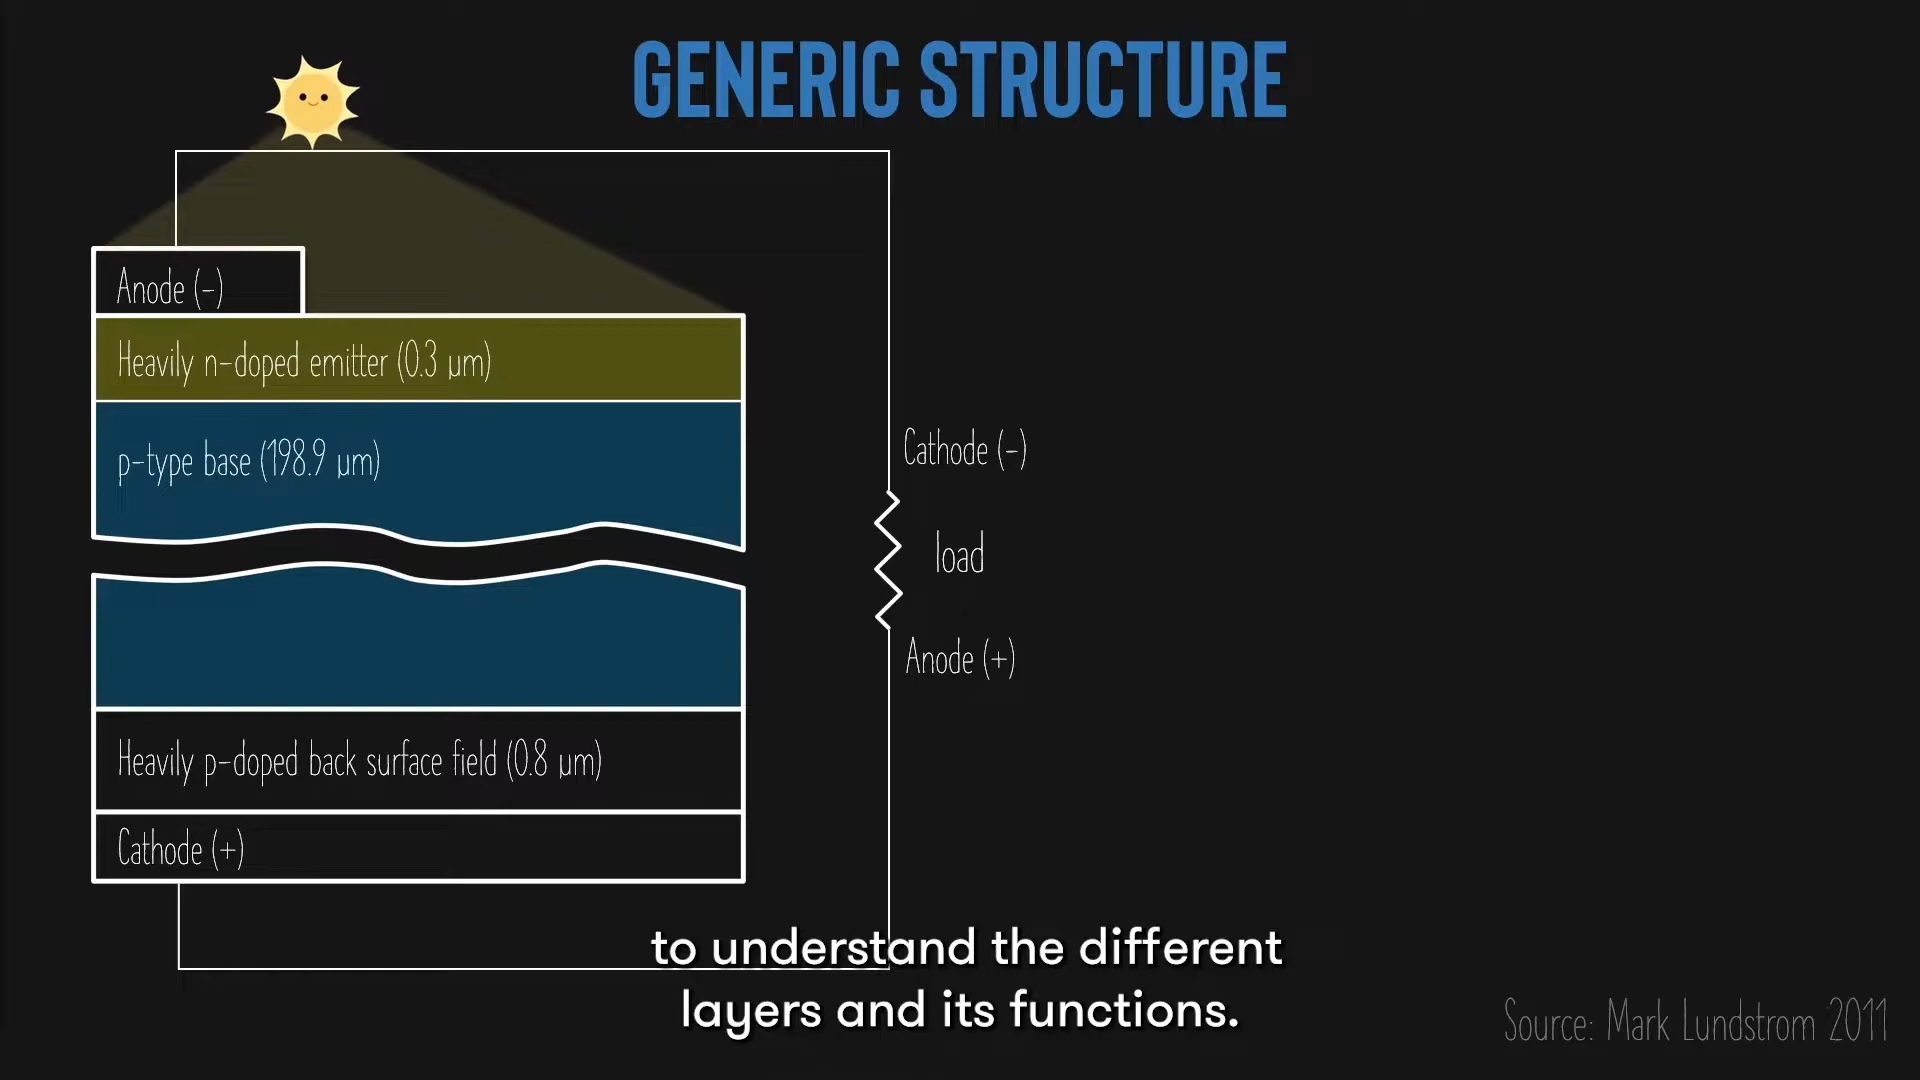 GENERIC STRUCTURE
Anode (-)
Heavily n-doped emitter (0.3 μm)
p-type base (198.9 μm)
Cathode (-)
load
Anode (+)
Heavily p-doped back surface field (0.8 μm)
Cathode (+)
to understand the different
layers and its functions.
Source: Mark Lundstrom 2011